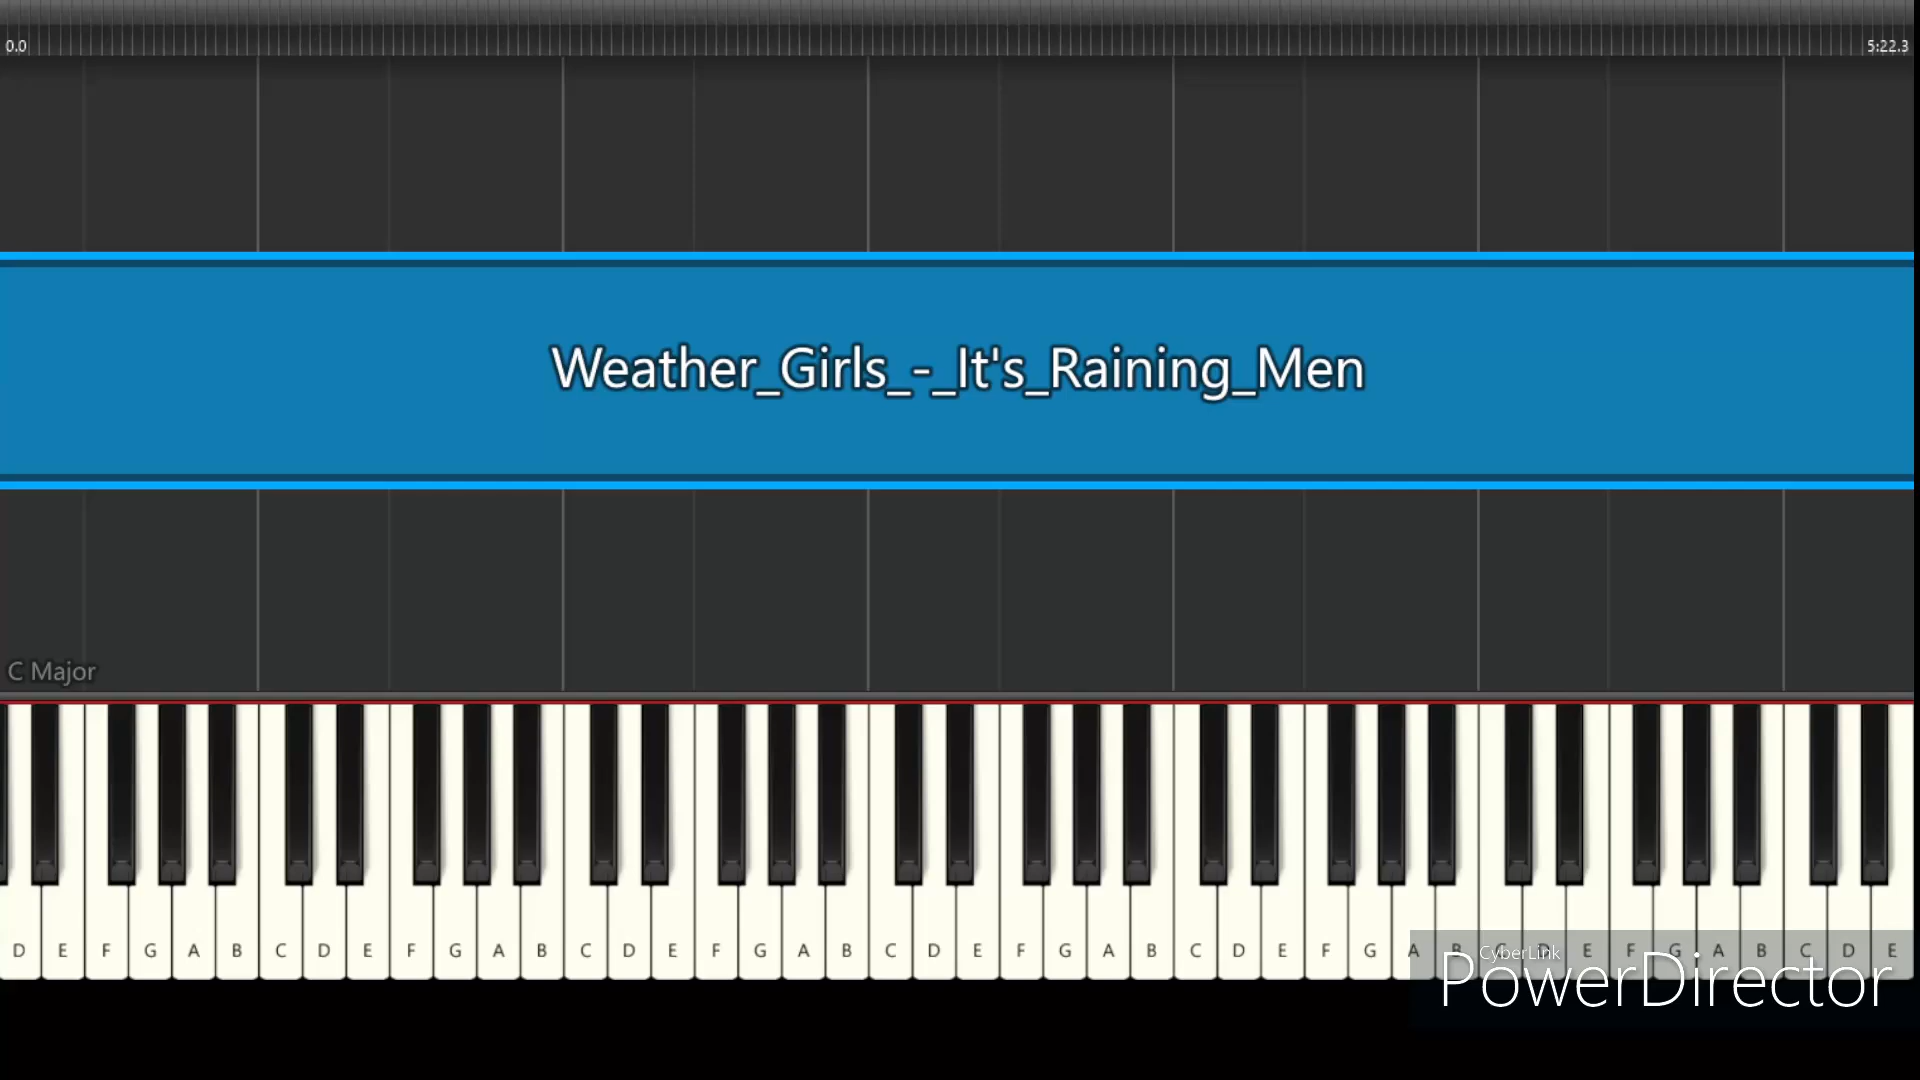 0.0 5:22.3
Weather_Girls_-_It's_Raining_Men
C Major
D E F G A B C D E F G A B C D E F G A B C D E F G A B C D E F G A B C D E F G A B C D E
CyberLink
PowerDirector